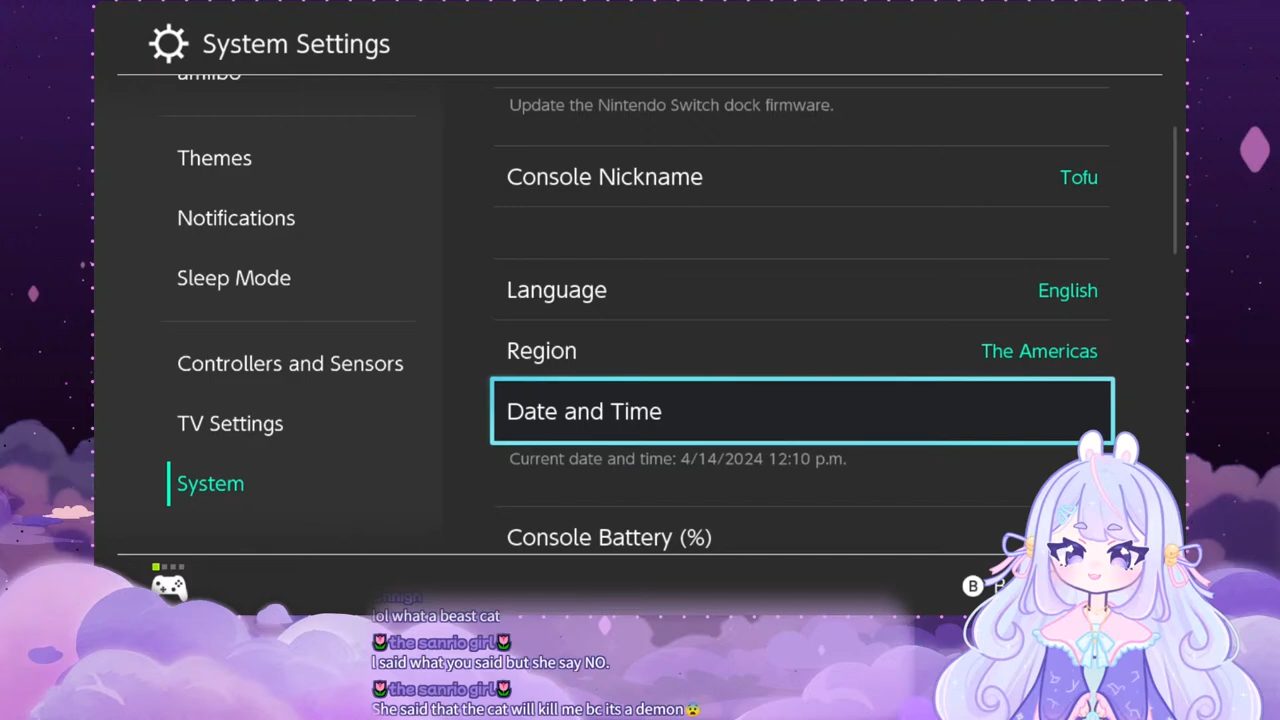 System Settings
amiibo
Update the Nintendo Switch dock firmware.
Themes
Console Nickname
Tofu
Notifications
Sleep Mode
Language
English
Region
The Americas
Controllers and Sensors
Date and Time
TV Settings
Current date and time: 4/14/2024 12:10 p.m.
System
Console Battery (%)
B
lol what a beast cat
🌷the sanrio girl🌷
I said what you said but she say NO.
🌷the sanrio girl🌷
She said that the cat will kill me bc its a demon😰